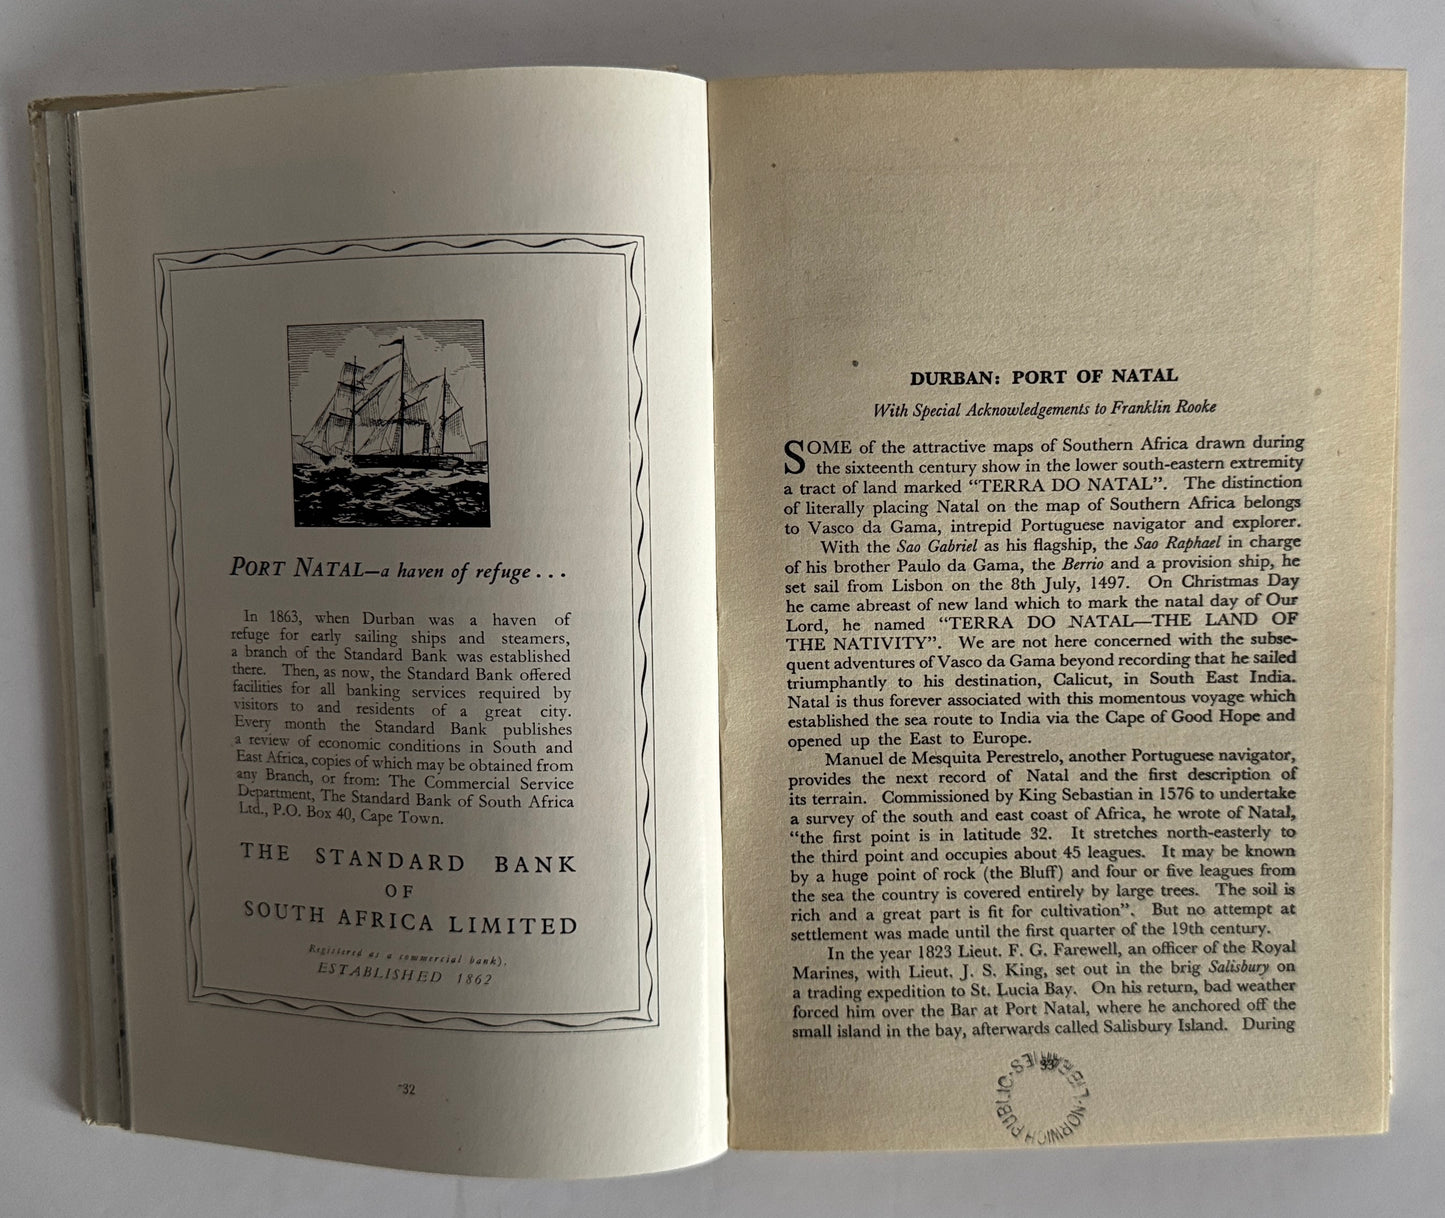 PORT NATAL—a haven of refuge...
In 1863, when Durban was a haven of
refuge for early sailing ships and steamers,
a branch of the Standard Bank was established
there. Then, as now, the Standard Bank offered
facilities for all banking services required by
visitors to and residents of a great city.
Every month the Standard Bank publishes
a review of economic conditions in South and
East Africa, copies of which may be obtained from
any Branch, or from: The Commercial Service
Department, The Standard Bank of South Africa
Ltd., P.O. Box 40, Cape Town.
THE STANDARD BANK
OF
SOUTH AFRICA LIMITED
Registered as a commercial bank).
ESTABLISHED 1862
32
DURBAN: PORT OF NATAL
With Special Acknowledgements to Franklin Rooke
SOME of the attractive maps of Southern Africa drawn during
the sixteenth century show in the lower south-eastern extremity
a tract of land marked “TERRA DO NATAL”. The distinction
of literally placing Natal on the map of Southern Africa belongs
to Vasco da Gama, intrepid Portuguese navigator and explorer.
With the Sao Gabriel as his flagship, the Sao Raphael in charge
of his brother Paulo da Gama, the Berrio and a provision ship, he
set sail from Lisbon on the 8th July, 1497. On Christmas Day
he came abreast of new land which to mark the natal day of Our
Lord, he named “TERRA DO NATAL—THE LAND OF
THE NATIVITY”. We are not here concerned with the subse-
quent adventures of Vasco da Gama beyond recording that he sailed
triumphantly to his destination, Calicut, in South East India.
Natal is thus forever associated with this momentous voyage which
established the sea route to India via the Cape of Good Hope and
opened up the East to Europe.
Manuel de Mesquita Perestrelo, another Portuguese navigator,
provides the next record of Natal and the first description of
its terrain. Commissioned by King Sebastian in 1576 to undertake
a survey of the south and east coast of Africa, he wrote of Natal,
“the first point is in latitude 32. It stretches north-easterly to
the third point and occupies about 45 leagues. It may be known
by a huge point of rock (the Bluff) and four or five leagues from
the sea the country is covered entirely by large trees. The soil is
rich and a great part is fit for cultivation”. But no attempt at
settlement was made until the first quarter of the 19th century.
In the year 1823 Lieut. F. G. Farewell, an officer of the Royal
Marines, with Lieut. J. S. King, set out in the brig Salisbury on
a trading expedition to St. Lucia Bay. On his return, bad weather
forced him over the Bar at Port Natal, where he anchored off the
small island in the bay, afterwards called Salisbury Island. During
33
NORWICH PUBLIC LIBRARIES